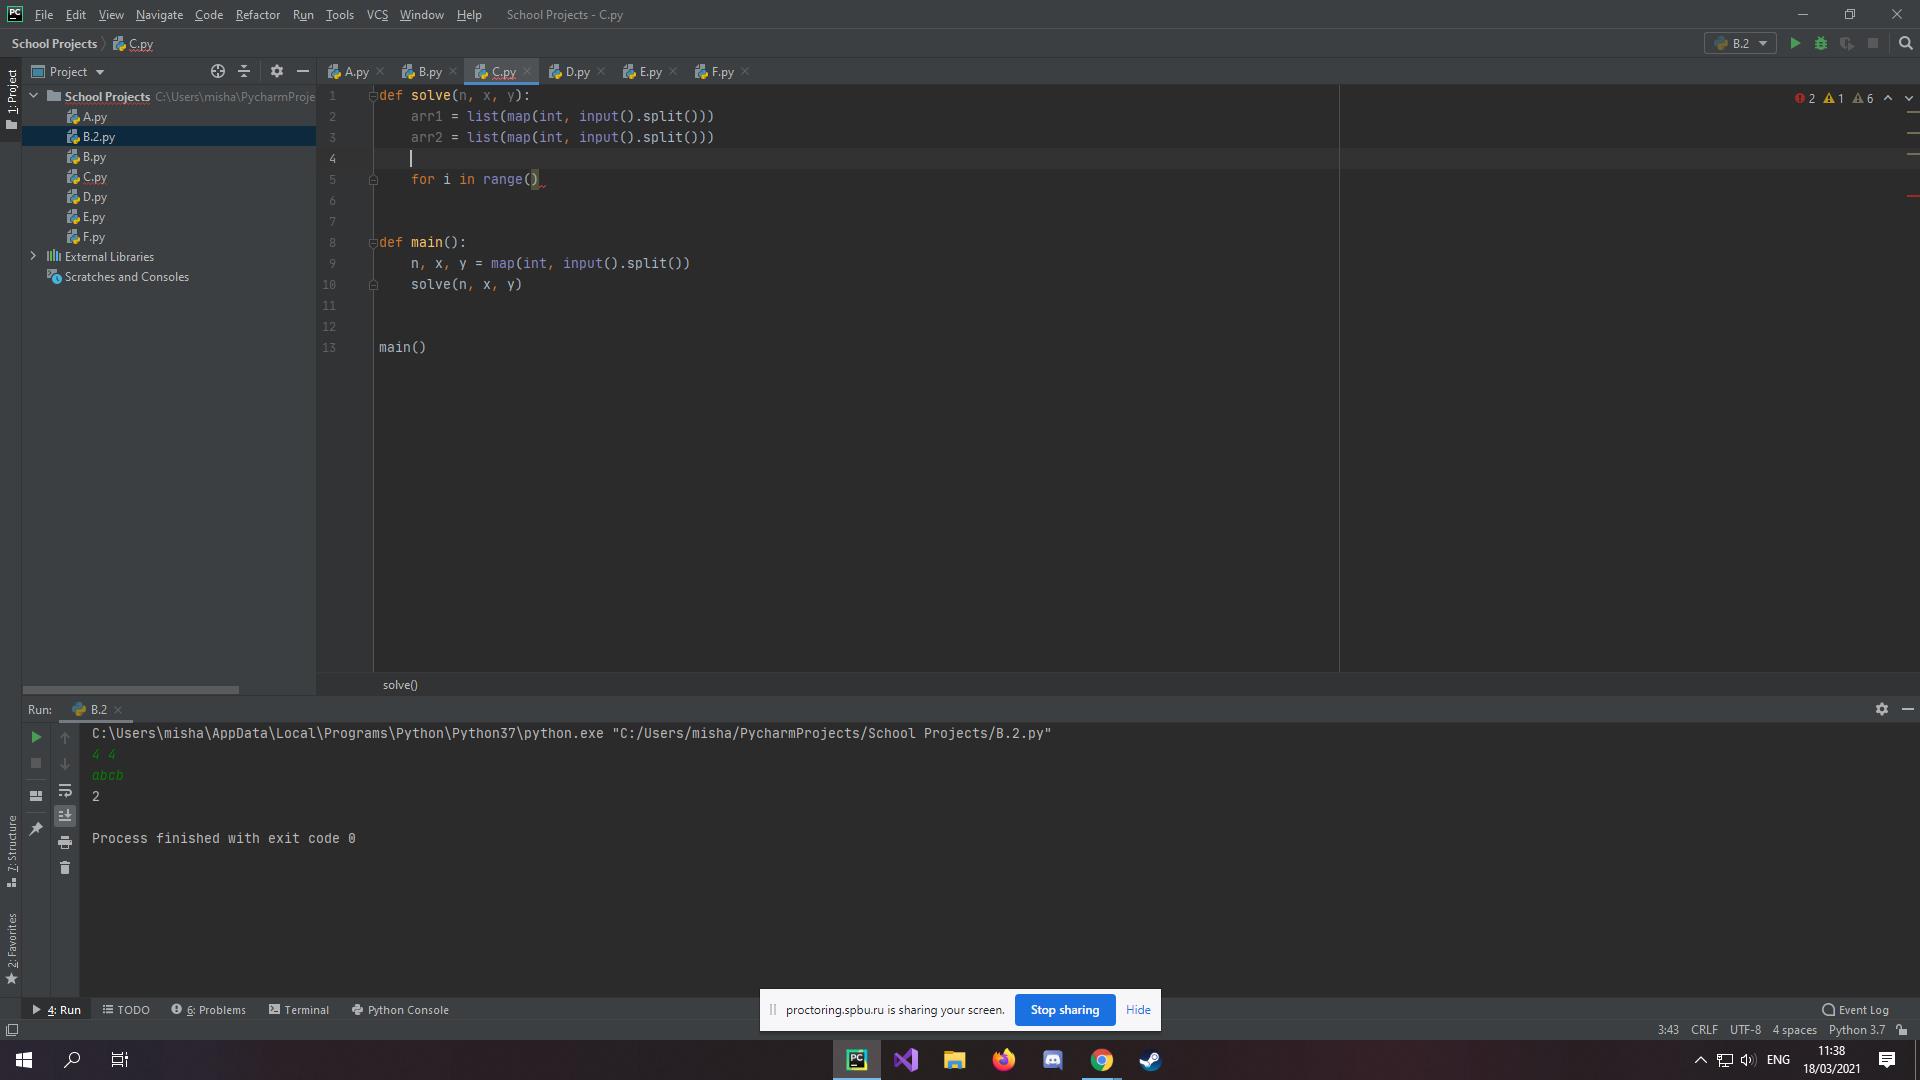 PC File Edit View Navigate Code Refactor Run Tools VCS Window Help School Projects - C.py
School Projects C.py B.2
1: Project
Project
A.py B.py C.py D.py E.py F.py
School Projects C:\Users\misha\PycharmProje
A.py
B.2.py
B.py
C.py
D.py
E.py
F.py
External Libraries
Scratches and Consoles
2 1 6
1 def solve(n, x, y):
2 arr1 = list(map(int, input().split()))
3 arr2 = list(map(int, input().split()))
4
5 for i in range()
6
7
8 def main():
9 n, x, y = map(int, input().split())
10 solve(n, x, y)
11
12
13 main()
solve()
Run: B.2
C:\Users\misha\AppData\Local\Programs\Python\Python37\python.exe "C:/Users/misha/PycharmProjects/School Projects/B.2.py"
4 4
abcb
2
Process finished with exit code 0
7: Structure
2: Favorites
4: Run TODO 6: Problems Terminal Python Console Event Log
proctoring.spbu.ru is sharing your screen. Stop sharing Hide
3:43 CRLF UTF-8 4 spaces Python 3.7
PC
ENG 11:38
18/03/2021